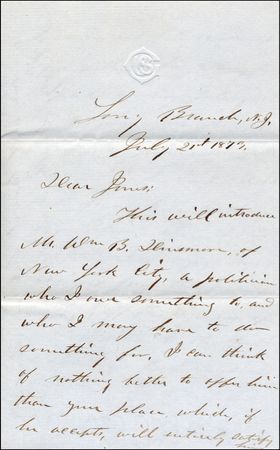 Long Branch, N.J.
July 21st 1873.
Dear Jones:
This will introduce
Mr. Wm B. Dinsmore, of
New York City, a politician
who I owe something to, and
who I may have to do
something for. I can think
of nothing better to offer him
than your place, which, if
he accepts, will entirely satisfy